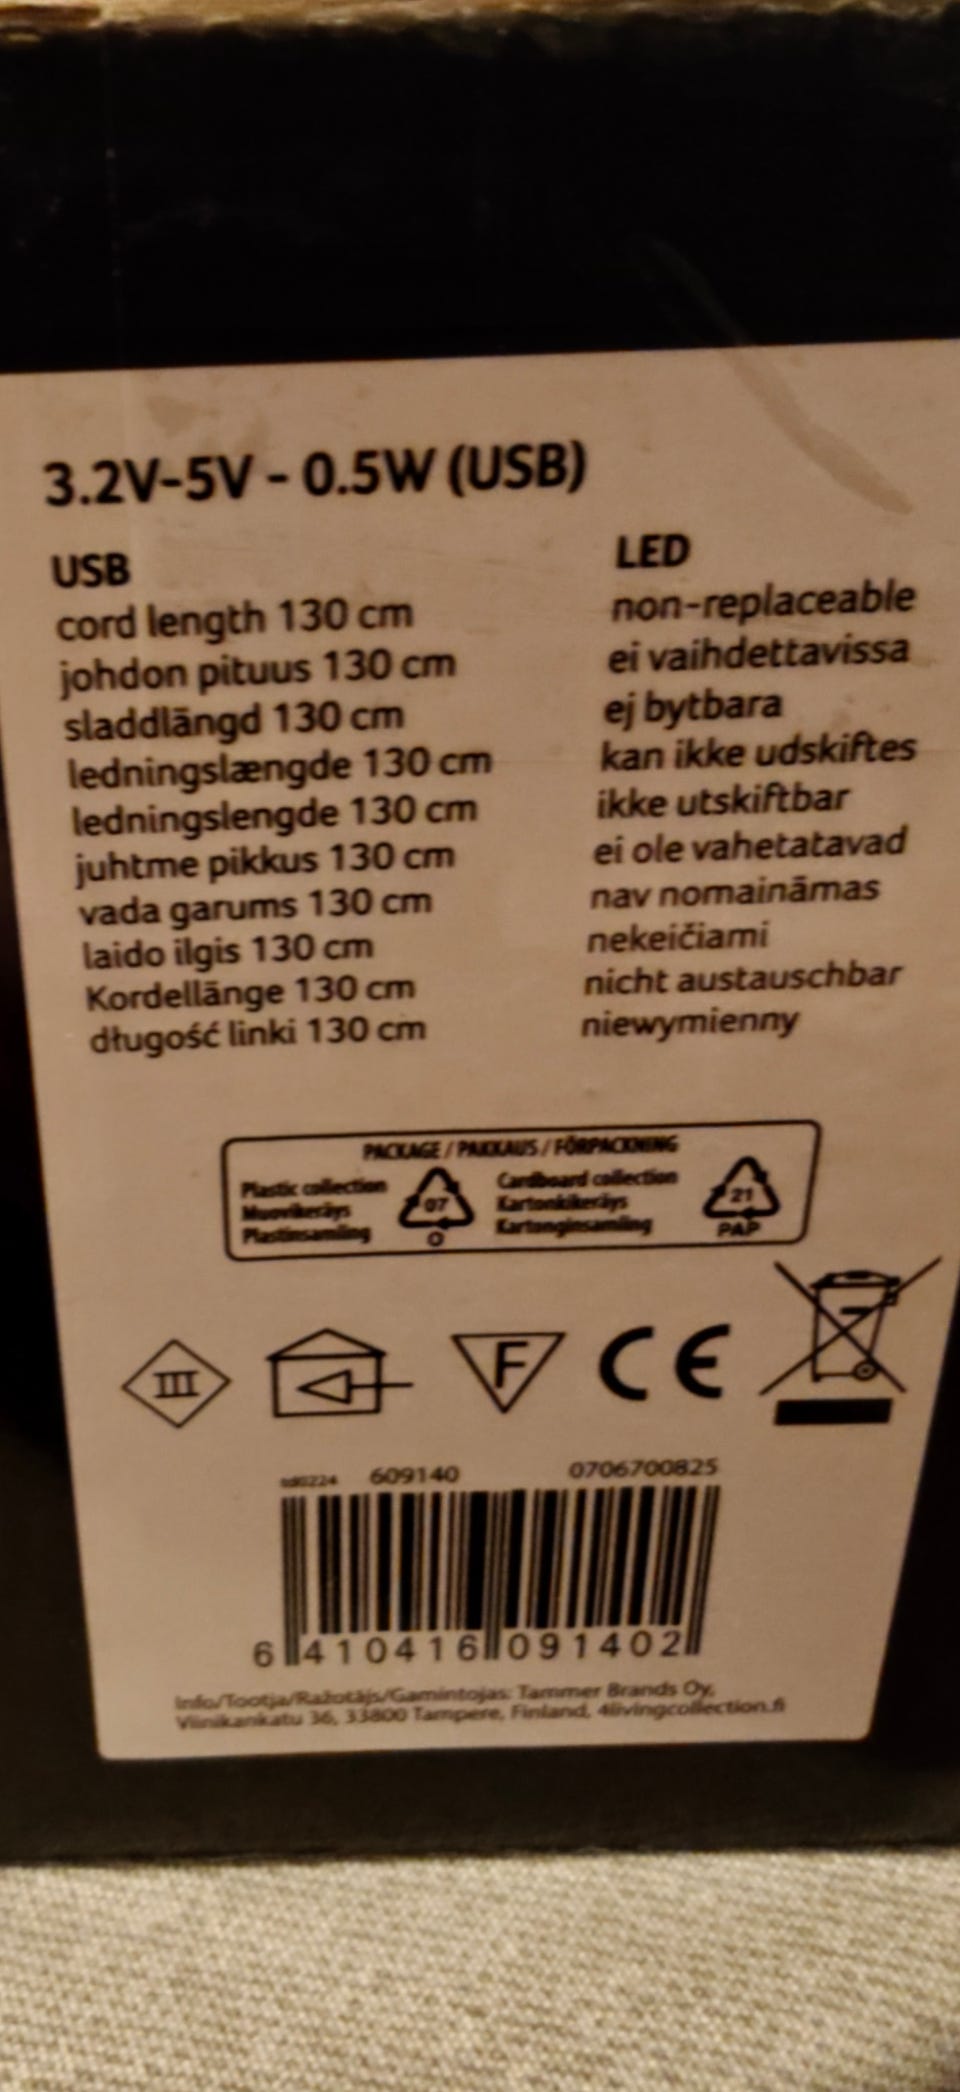 3.2V-5V - 0.5W (USB)
USB
cord length 130 cm
johdon pituus 130 cm
sladdlängd 130 cm
ledningslængde 130 cm
ledningslengde 130 cm
juhtme pikkus 130 cm
vada garums 130 cm
laido ilgis 130 cm
Kordellänge 130 cm
długość linki 130 cm
LED
non-replaceable
ei vaihdettavissa
ej bytbara
kan ikke udskiftes
ikke utskiftbar
ei ole vahetatavad
nav nomaināmas
nekeičiami
nicht austauschbar
niewymienny
PACKAGE / PAKKAUS / FÖRPACKNING
Plastic collection
Muovikeräys
Plastinsamling
07
O
Cardboard collection
Kartonkikeräys
Kartonginsamling
21
PAP
III
F
CE
609140 0706700825
6 410416 091402
Info/Tootja/Ražotājs/Gamintojas: Tammer Brands Oy,
Viinikankatu 36, 33800 Tampere, Finland, 4livingcollection.fi